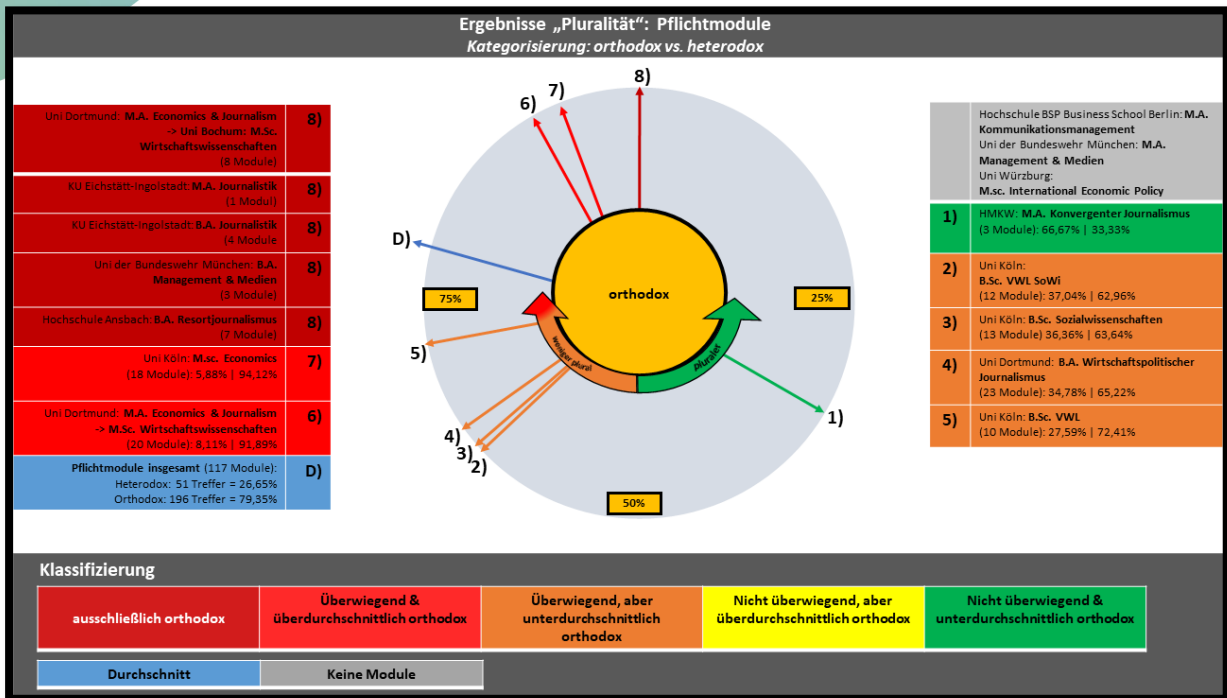 Ergebnisse „Pluralität“: Pflichtmodule
Kategorisierung: orthodox vs. heterodox
Uni Dortmund: M.A. Economics & Journalism
-> Uni Bochum: M.Sc.
Wirtschaftswissenschaften
(8 Module)
8)
KU Eichstätt-Ingolstadt: M.A. Journalistik
(1 Modul)
8)
KU Eichstätt-Ingolstadt: B.A. Journalistik
(4 Module
8)
Uni der Bundeswehr München: B.A.
Management & Medien
(3 Module)
8)
Hochschule Ansbach: B.A. Resortjournalismus
(7 Module)
8)
Uni Köln: M.sc. Economics
(18 Module): 5,88% | 94,12%
7)
Uni Dortmund: M.A. Economics & Journalism
-> M.Sc. Wirtschaftswissenschaften
(20 Module): 8,11% | 91,89%
6)
Pflichtmodule insgesamt (117 Module):
Heterodox: 51 Treffer = 26,65%
Orthodox: 196 Treffer = 79,35%
D)
8)
7)
6)
D)
75%
orthodox
25%
5)
weniger plural
pluraler
4)
3)
2)
1)
50%
Hochschule BSP Business School Berlin: M.A.
Kommunikationsmanagement
Uni der Bundeswehr München: M.A.
Management & Medien
Uni Würzburg:
M.sc. International Economic Policy
1)
HMKW: M.A. Konvergenter Journalismus
(3 Module): 66,67% | 33,33%
2)
Uni Köln:
B.Sc. VWL SoWi
(12 Module): 37,04% | 62,96%
3)
Uni Köln: B.Sc. Sozialwissenschaften
(13 Module) 36,36% | 63,64%
4)
Uni Dortmund: B.A. Wirtschaftspolitischer
Journalismus
(23 Module): 34,78% | 65,22%
5)
Uni Köln: B.Sc. VWL
(10 Module): 27,59% | 72,41%
Klassifizierung
ausschließlich orthodox
Überwiegend &
überdurchschnittlich orthodox
Überwiegend, aber
unterdurchschnittlich
orthodox
Nicht überwiegend, aber
überdurchschnittlich orthodox
Nicht überwiegend &
unterdurchschnittlich
orthodox
Durchschnitt
Keine Module